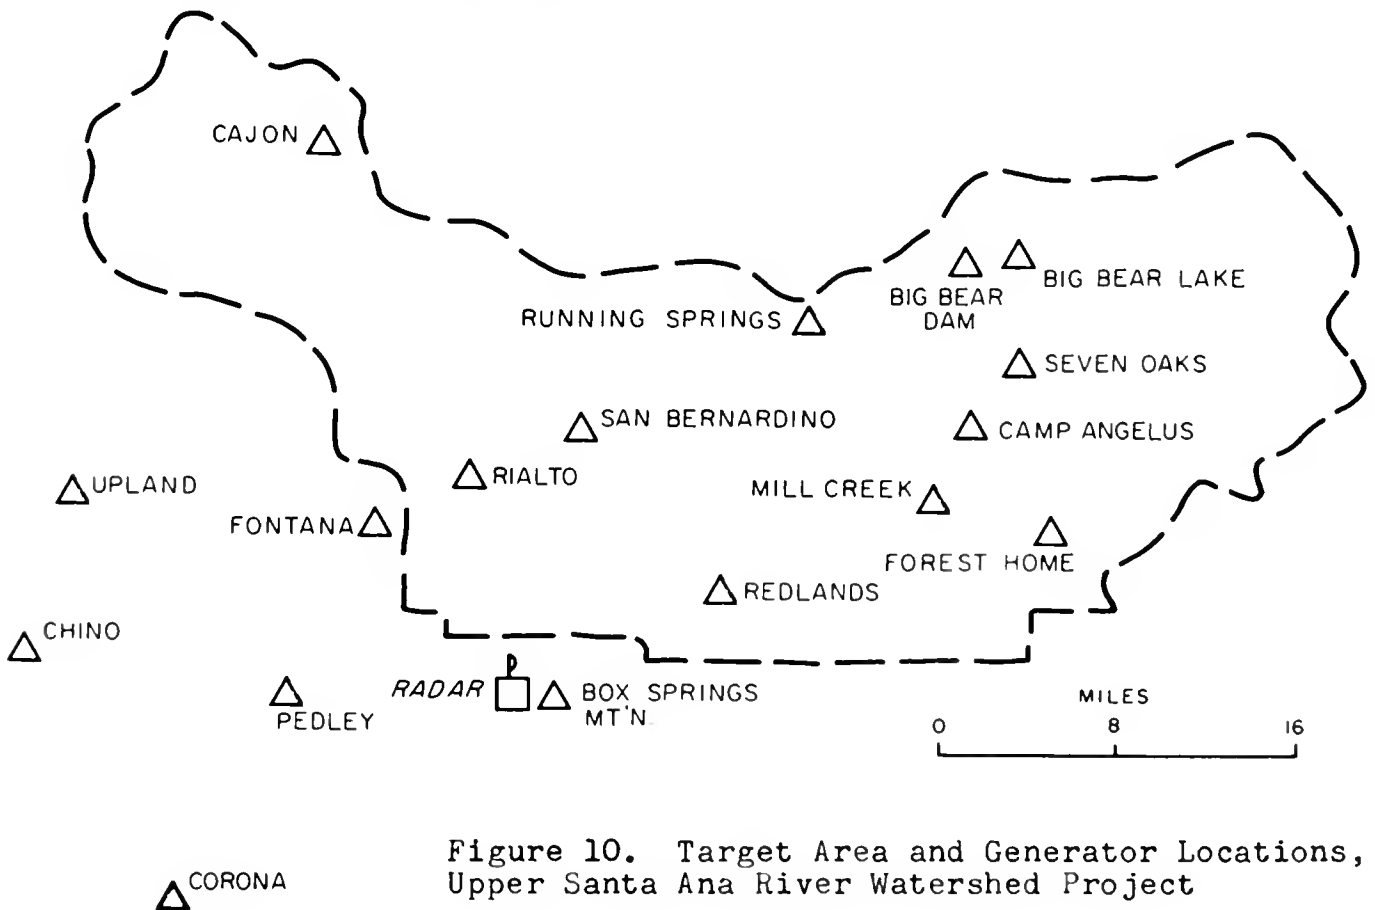 CAJON
BIG BEAR LAKE
BIG BEAR
DAM
RUNNING SPRINGS
SEVEN OAKS
SAN BERNARDINO
CAMP ANGELUS
UPLAND
RIALTO
MILL CREEK
FONTANA
FOREST HOME
REDLANDS
CHINO
RADAR
BOX SPRINGS
MT'N.
PEDLEY
MILES
0 8 16
CORONA
Figure 10. Target Area and Generator Locations,
Upper Santa Ana River Watershed Project